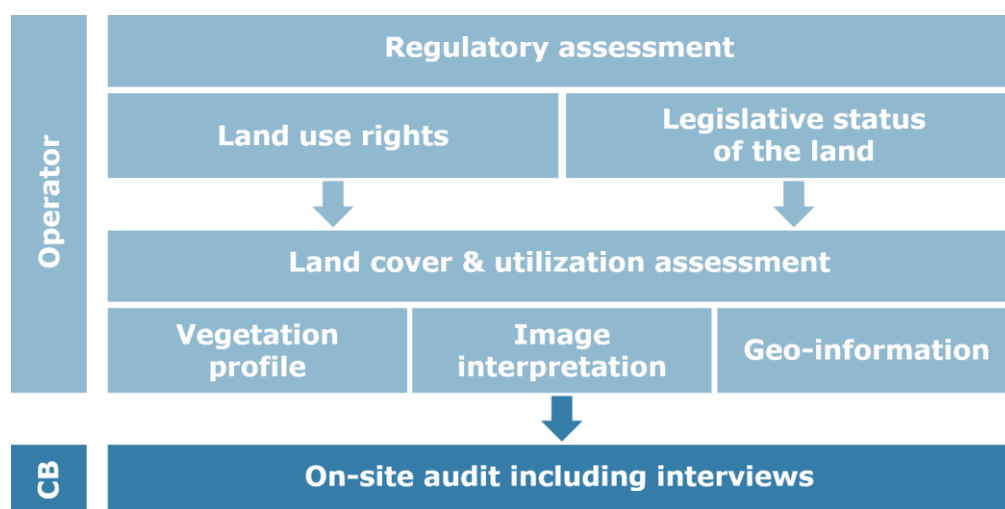 Operator
Regulatory assessment
Land use rights
Legislative status
of the land
Land cover & utilization assessment
Vegetation
profile
Image
interpretation
Geo-information
CB
On-site audit including interviews